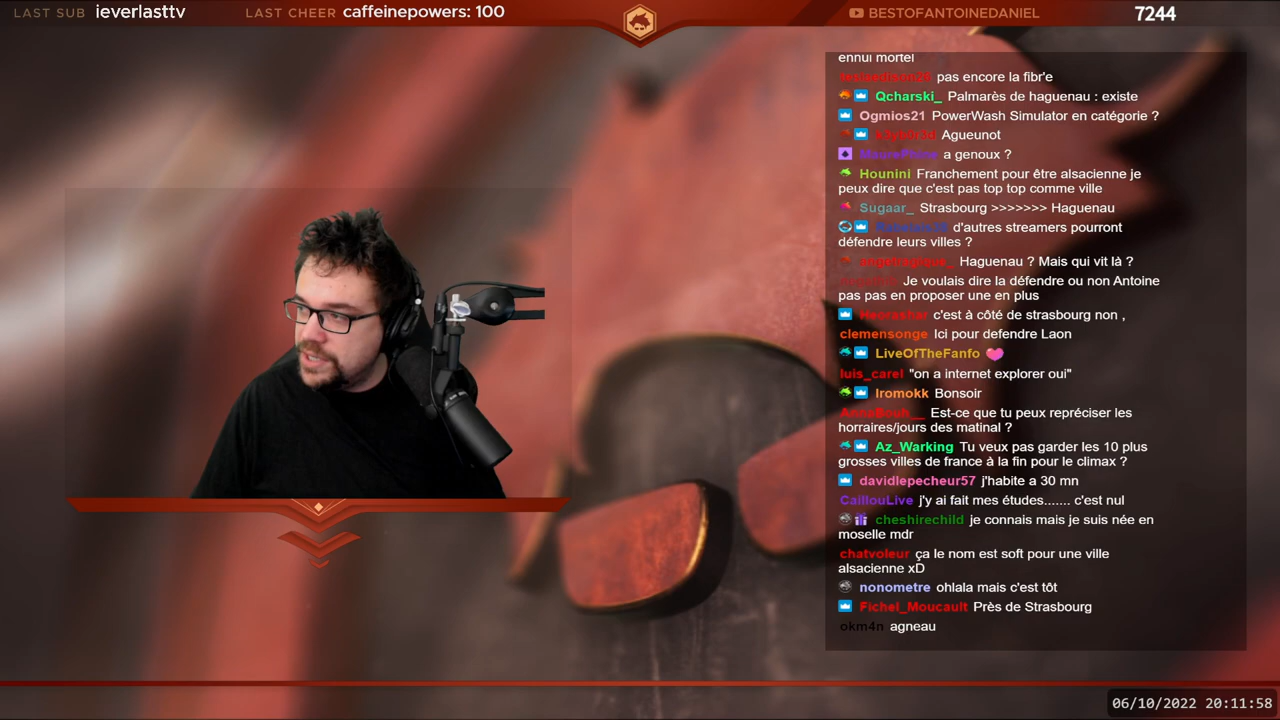 LAST SUB ieverlasttv LAST CHEER caffeinepowers: 100 BESTOFANTOINEDANIEL 7244
ennui mortel
pas encore la fibr'e
Qcharski_ Palmarès de haguenau : existe
Ogmios21 PowerWash Simulator en catégorie ?
Agueunot
a genoux ?
Hounini Franchement pour être alsacienne je
peux dire que c'est pas top top comme ville
Sugaar_ Strasbourg >>>>>>> Haguenau
d'autres streamers pourront
défendre leurs villes ?
Haguenau ? Mais qui vit là ?
Je voulais dire la défendre ou non Antoine
pas pas en proposer une en plus
c'est à côté de strasbourg non ,
clemensonge Ici pour defendre Laon
LiveOfTheFanfo
luis_carel "on a internet explorer oui"
Iromokk Bonsoir
AnnaBouh__ Est-ce que tu peux repréciser les
horraires/jours des matinal ?
Az_Warking Tu veux pas garder les 10 plus
grosses villes de france à la fin pour le climax ?
davidlepecheur57 j'habite a 30 mn
CaillouLive j'y ai fait mes études....... c'est nul
cheshirechild je connais mais je suis née en
moselle mdr
chatvoleur ça le nom est soft pour une ville
alsacienne xD
nonometre ohlala mais c'est tôt
Fichel_Moucault Près de Strasbourg
okm4n agneau
06/10/2022 20:11:58